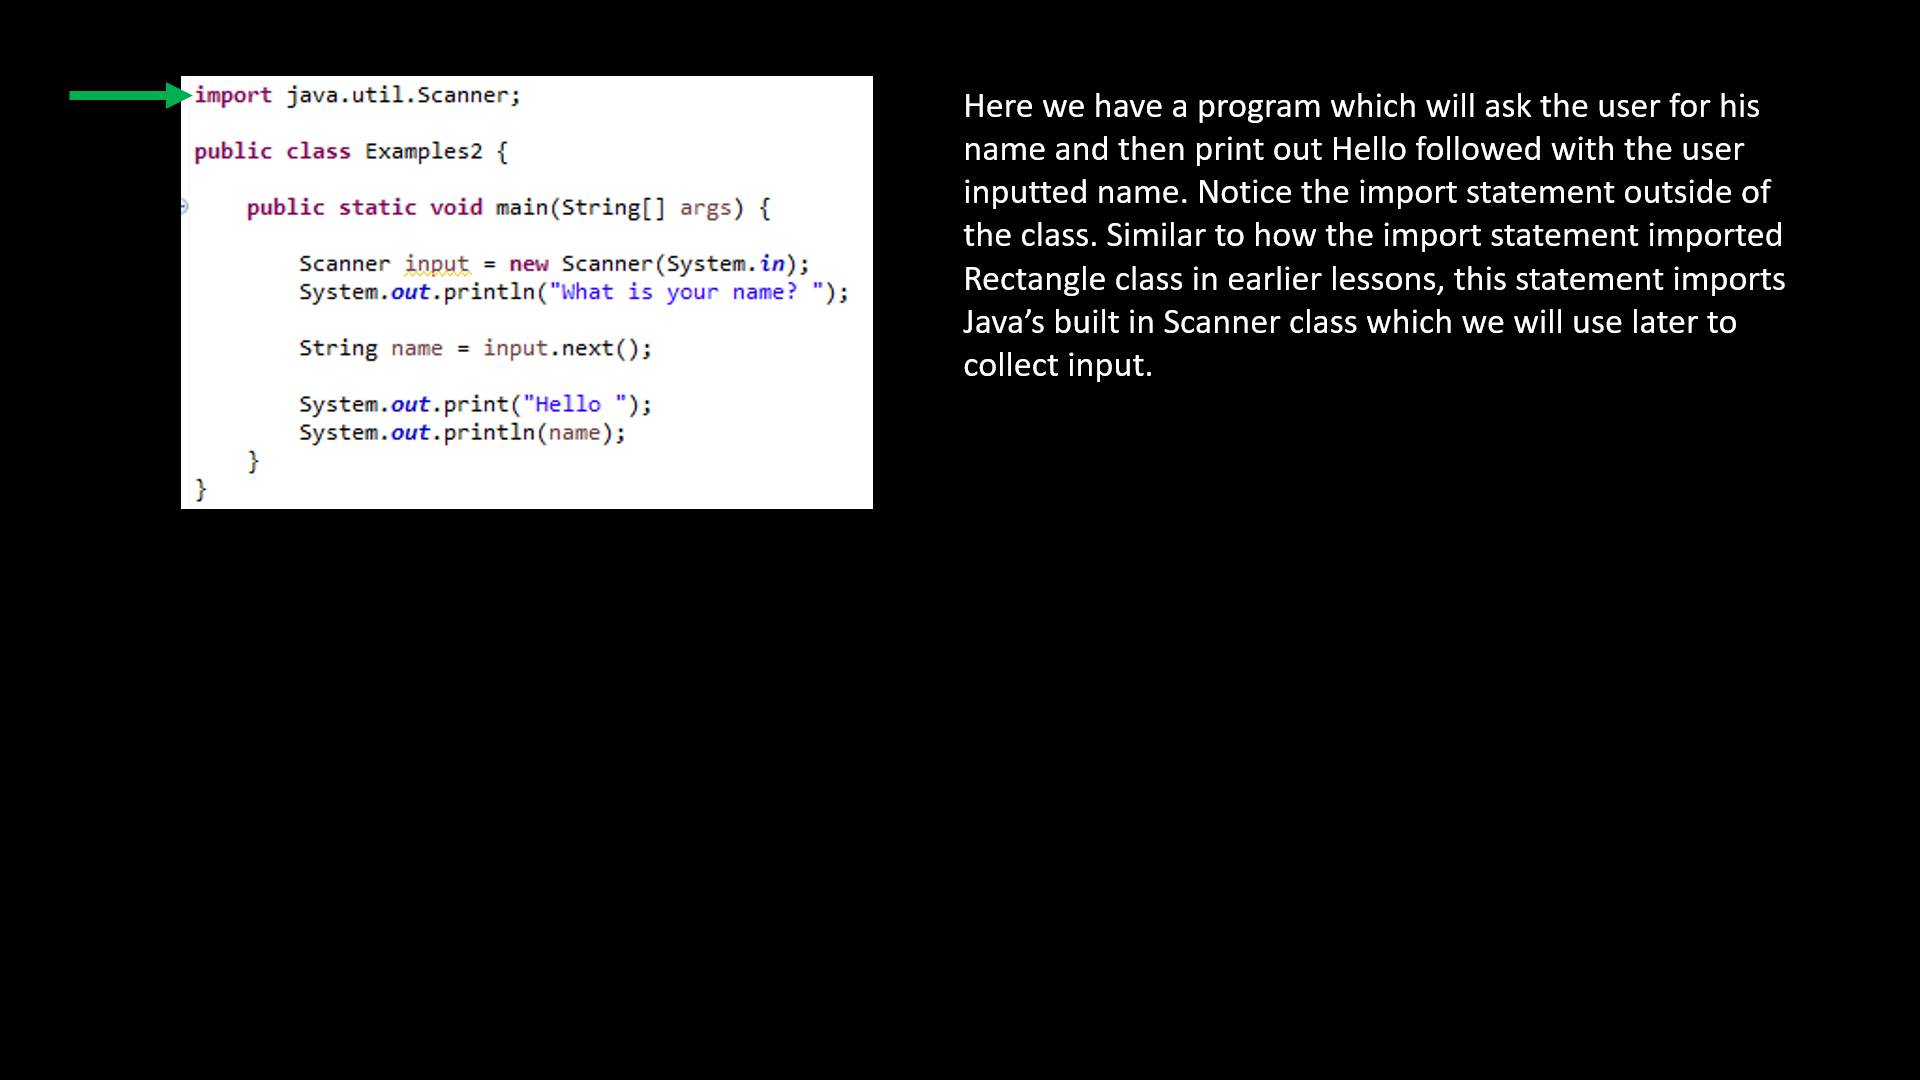 import java.util.Scanner;
public class Examples2 {
public static void main(String[] args) {
Scanner input = new Scanner(System.in);
System.out.println("What is your name? ");
String name = input.next();
System.out.print("Hello ");
System.out.println(name);
}
}
Here we have a program which will ask the user for his
name and then print out Hello followed with the user
inputted name. Notice the import statement outside of
the class. Similar to how the import statement imported
Rectangle class in earlier lessons, this statement imports
Java’s built in Scanner class which we will use later to
collect input.